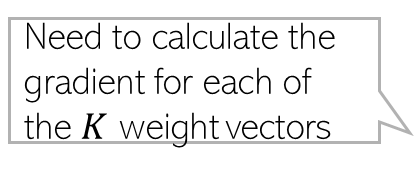 Need to calculate the
gradient for each of
the K weight vectors